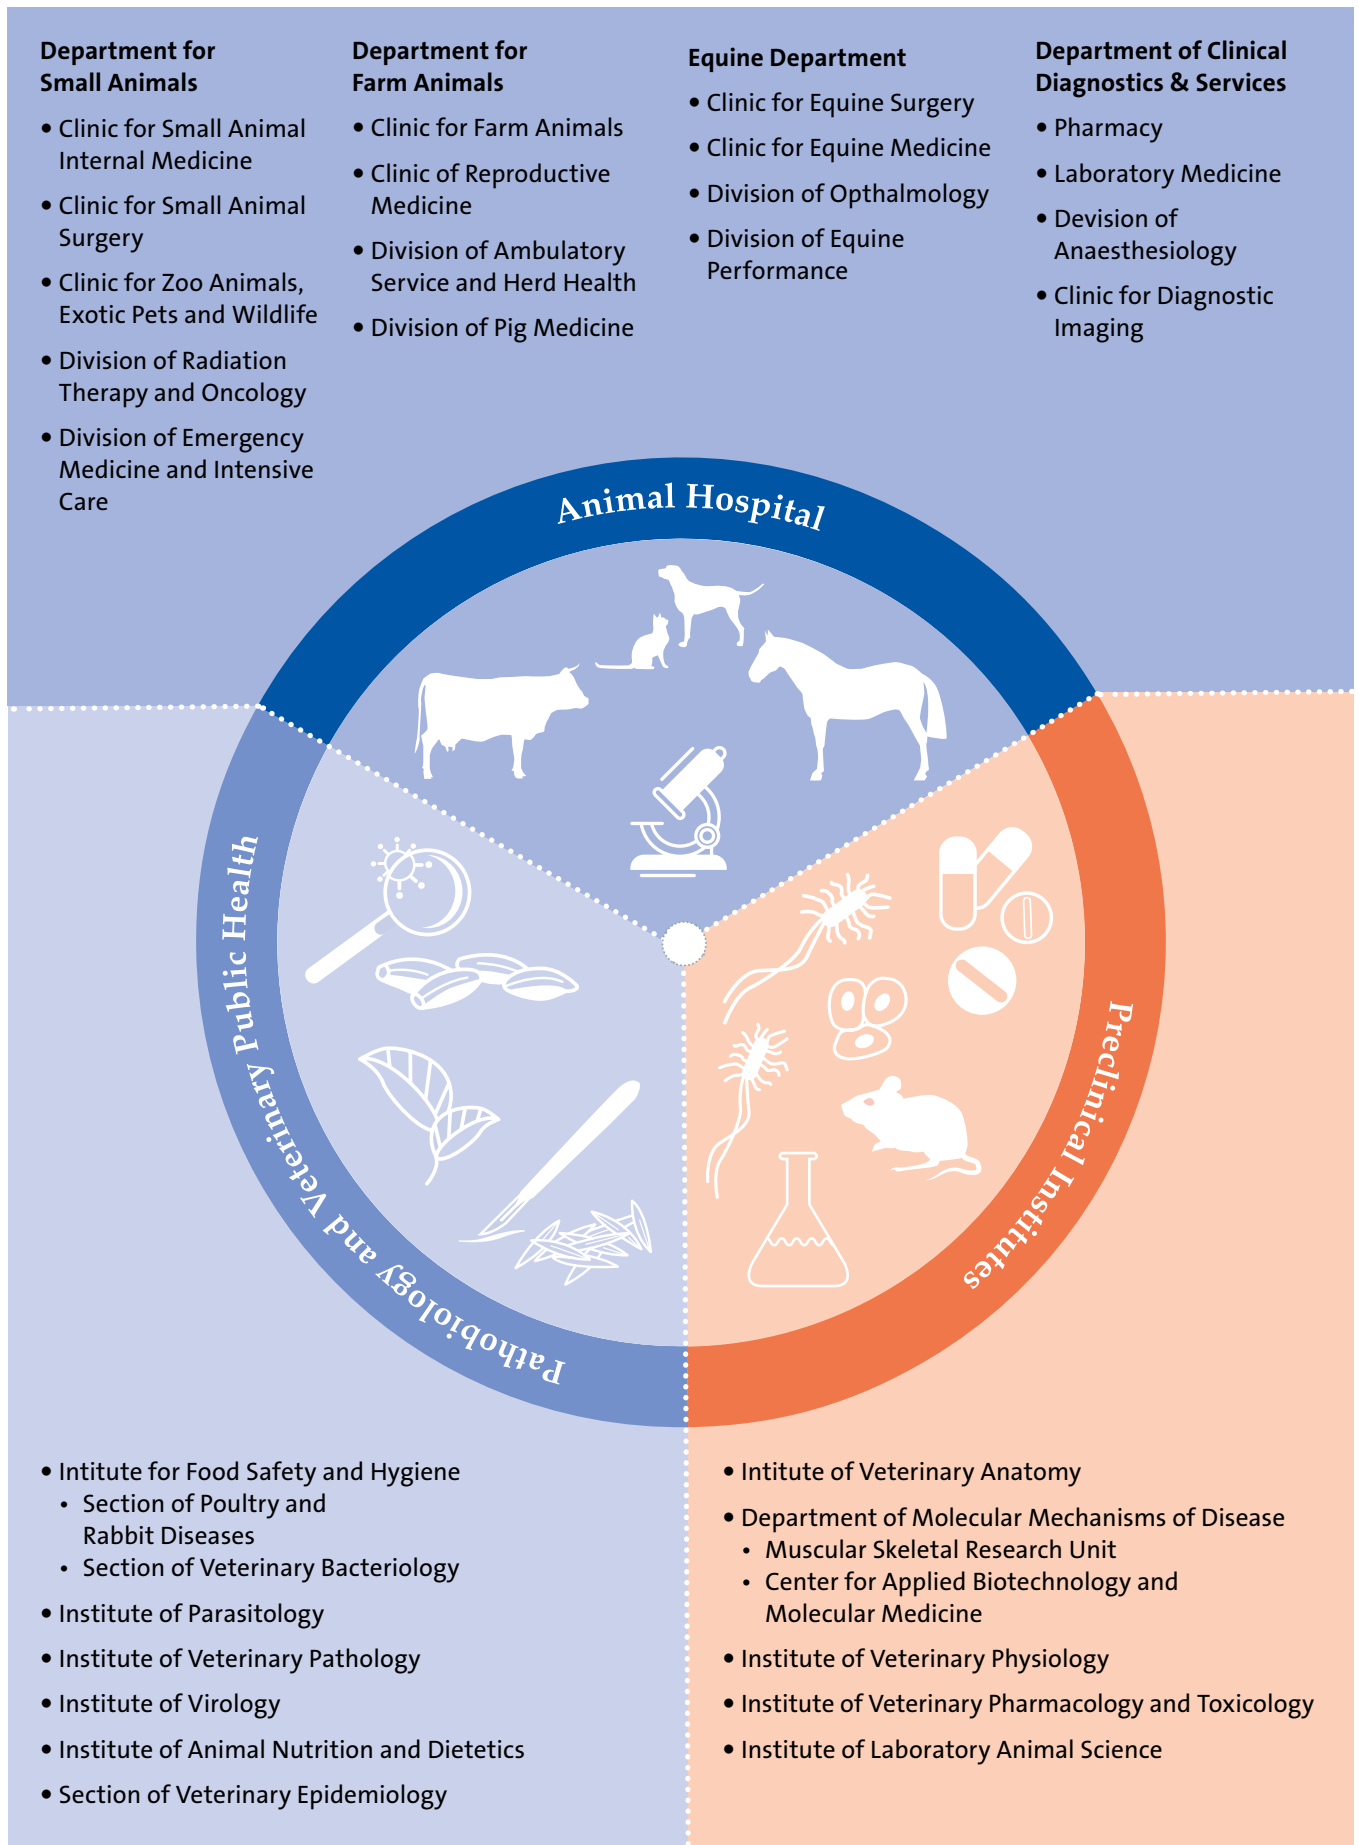 Department for
Small Animals
• Clinic for Small Animal
Internal Medicine
• Clinic for Small Animal
Surgery
• Clinic for Zoo Animals,
Exotic Pets and Wildlife
• Division of Radiation
Therapy and Oncology
• Division of Emergency
Medicine and Intensive
Care
Department for
Farm Animals
• Clinic for Farm Animals
• Clinic of Reproductive
Medicine
• Division of Ambulatory
Service and Herd Health
• Division of Pig Medicine
Equine Department
• Clinic for Equine Surgery
• Clinic for Equine Medicine
• Division of Opthalmology
• Division of Equine
Performance
Department of Clinical
Diagnostics & Services
• Pharmacy
• Laboratory Medicine
• Devision of
Anaesthesiology
• Clinic for Diagnostic
Imaging
Animal Hospital
Pathobiology and Veterinary Public Health
Preclinical Institutes
• Intitute for Food Safety and Hygiene
• Section of Poultry and
Rabbit Diseases
• Section of Veterinary Bacteriology
• Institute of Parasitology
• Institute of Veterinary Pathology
• Institute of Virology
• Institute of Animal Nutrition and Dietetics
• Section of Veterinary Epidemiology
• Intitute of Veterinary Anatomy
• Department of Molecular Mechanisms of Disease
• Muscular Skeletal Research Unit
• Center for Applied Biotechnology and
Molecular Medicine
• Institute of Veterinary Physiology
• Institute of Veterinary Pharmacology and Toxicology
• Institute of Laboratory Animal Science